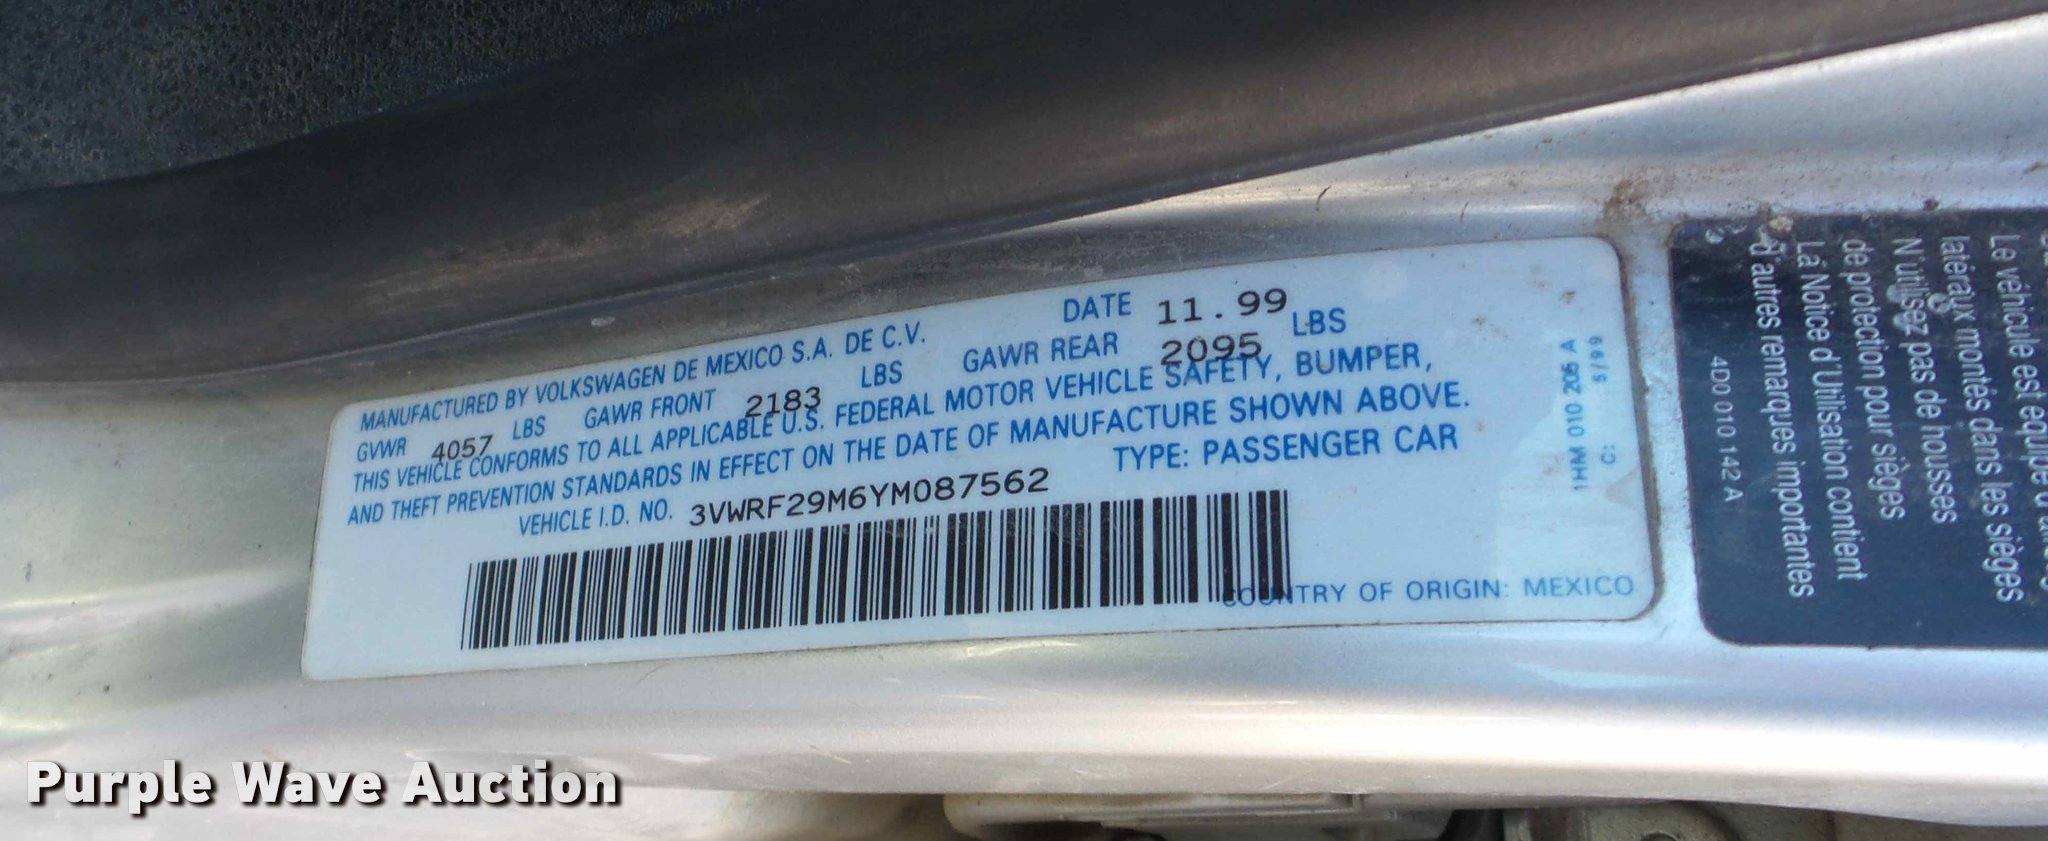 MANUFACTURED BY VOLKSWAGEN DE MEXICO S.A. DE C.V. DATE 11.99
GVWR 4057 LBS GAWR FRONT 2183 LBS GAWR REAR 2095 LBS
THIS VEHICLE CONFORMS TO ALL APPLICABLE U.S. FEDERAL MOTOR VEHICLE SAFETY, BUMPER,
AND THEFT PREVENTION STANDARDS IN EFFECT ON THE DATE OF MANUFACTURE SHOWN ABOVE.
VEHICLE I.D. NO. 3VWRF29M6YM087562 TYPE: PASSENGER CAR
COUNTRY OF ORIGIN: MEXICO
1HM 010 205 A
C: 5/99
Le véhicule est équipé
latéraux montés dans les sièges
N'utilisez pas de housses
de protection pour sièges
La Notice d'Utilisation contient
d'autres remarques importantes
4D0 010 142 A
Purple Wave Auction